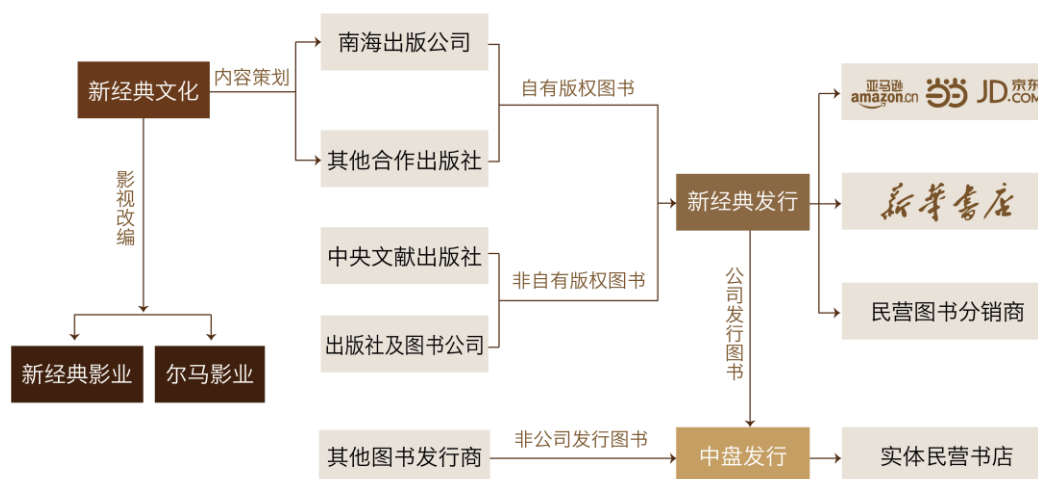 新经典文化
内容策划
南海出版公司
其他合作出版社
自有版权图书
影视改编
新经典影业
尔马影业
中央文献出版社
出版社及图书公司
非自有版权图书
新经典发行
亚马逊
amazon.cn
当当
JD.京东
.COM
新华书店
民营图书分销商
公司发行图书
其他图书发行商
非公司发行图书
中盘发行
实体民营书店